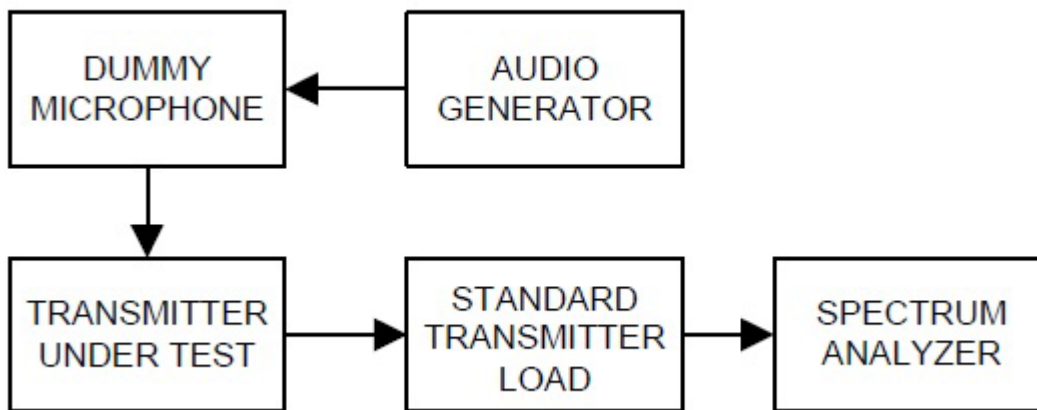 DUMMY
MICROPHONE
AUDIO
GENERATOR
TRANSMITTER
UNDER TEST
STANDARD
TRANSMITTER
LOAD
SPECTRUM
ANALYZER